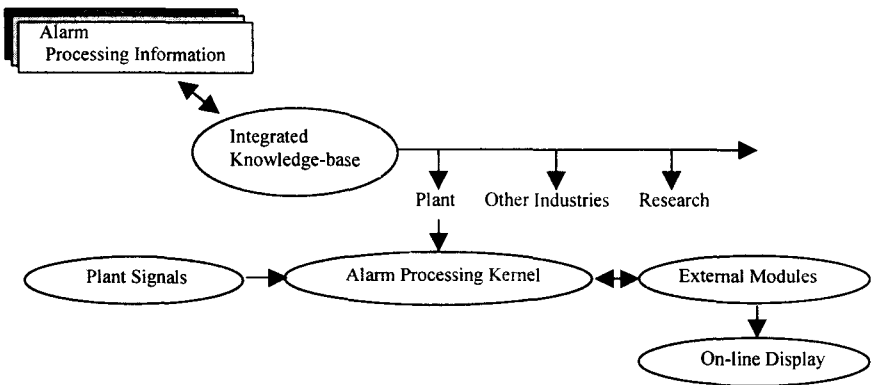 Alarm
Processing Information
Integrated
Knowledge-base
Plant Other Industries Research
Plant Signals Alarm Processing Kernel External Modules
On-line Display